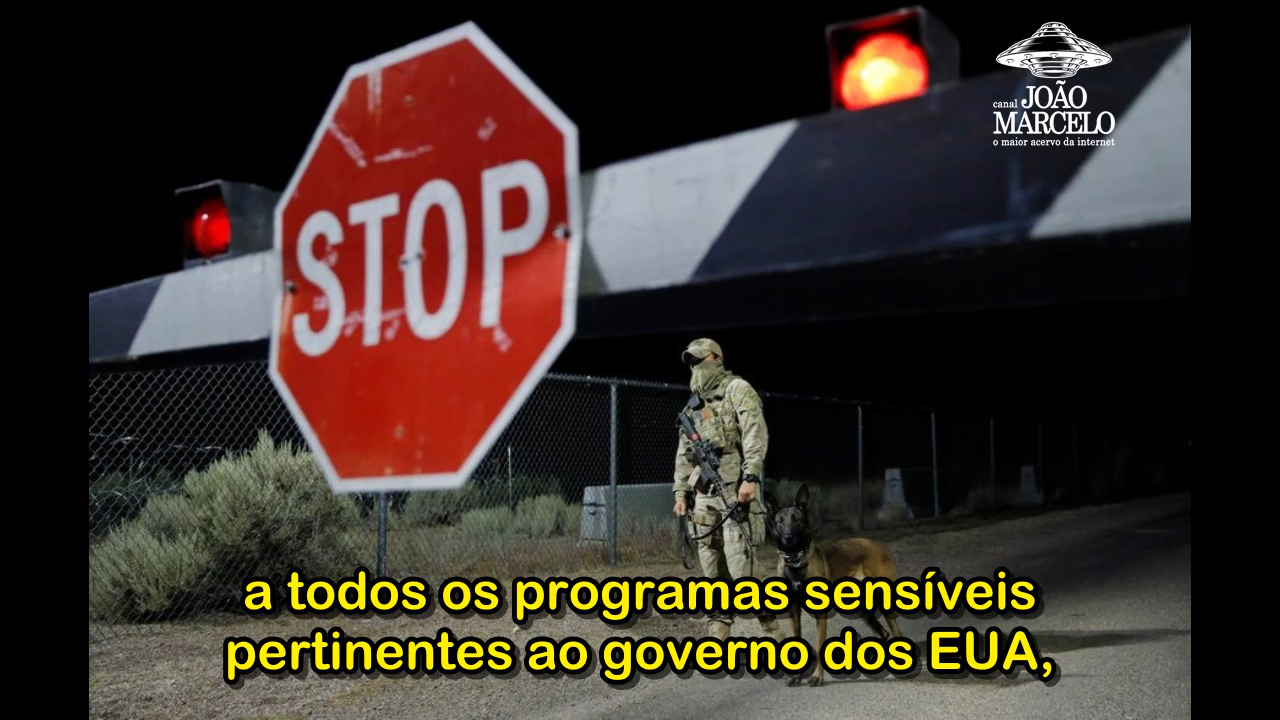 STOP
canal JOÃO
MARCELO
o maior acervo da internet
a todos os programas sensíveis
pertinentes ao governo dos EUA,